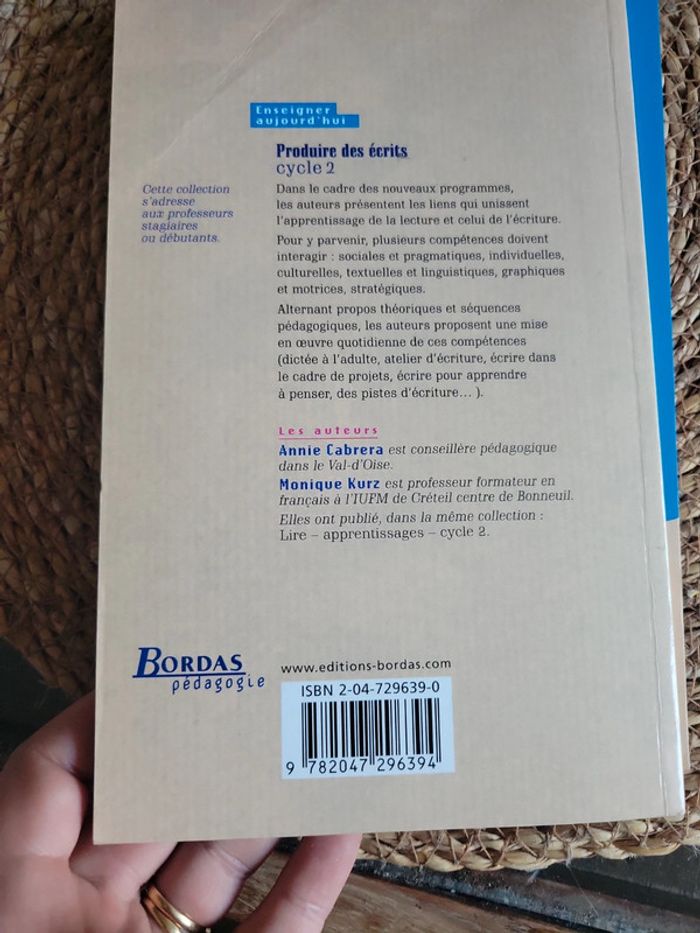 Enseigner
aujourd'hui
Produire des écrits
cycle 2
Cette collection
s'adresse
aux professeurs
stagiaires
ou débutants.
Dans le cadre des nouveaux programmes,
les auteurs présentent les liens qui unissent
l'apprentissage de la lecture et celui de l'écriture.
Pour y parvenir, plusieurs compétences doivent
interagir : sociales et pragmatiques, individuelles,
culturelles, textuelles et linguistiques, graphiques
et motrices, stratégiques.
Alternant propos théoriques et séquences
pédagogiques, les auteurs proposent une mise
en œuvre quotidienne de ces compétences
(dictée à l'adulte, atelier d'écriture, écrire dans
le cadre de projets, écrire pour apprendre
à penser, des pistes d'écriture... ).
Les auteurs
Annie Cabrera est conseillère pédagogique
dans le Val-d'Oise.
Monique Kurz est professeur formateur en
français à l'IUFM de Créteil centre de Bonneuil.
Elles ont publié, dans la même collection :
Lire – apprentissages – cycle 2.
BORDAS
pédagogie
www.editions-bordas.com
ISBN 2-04-729639-0
9 782047 296394